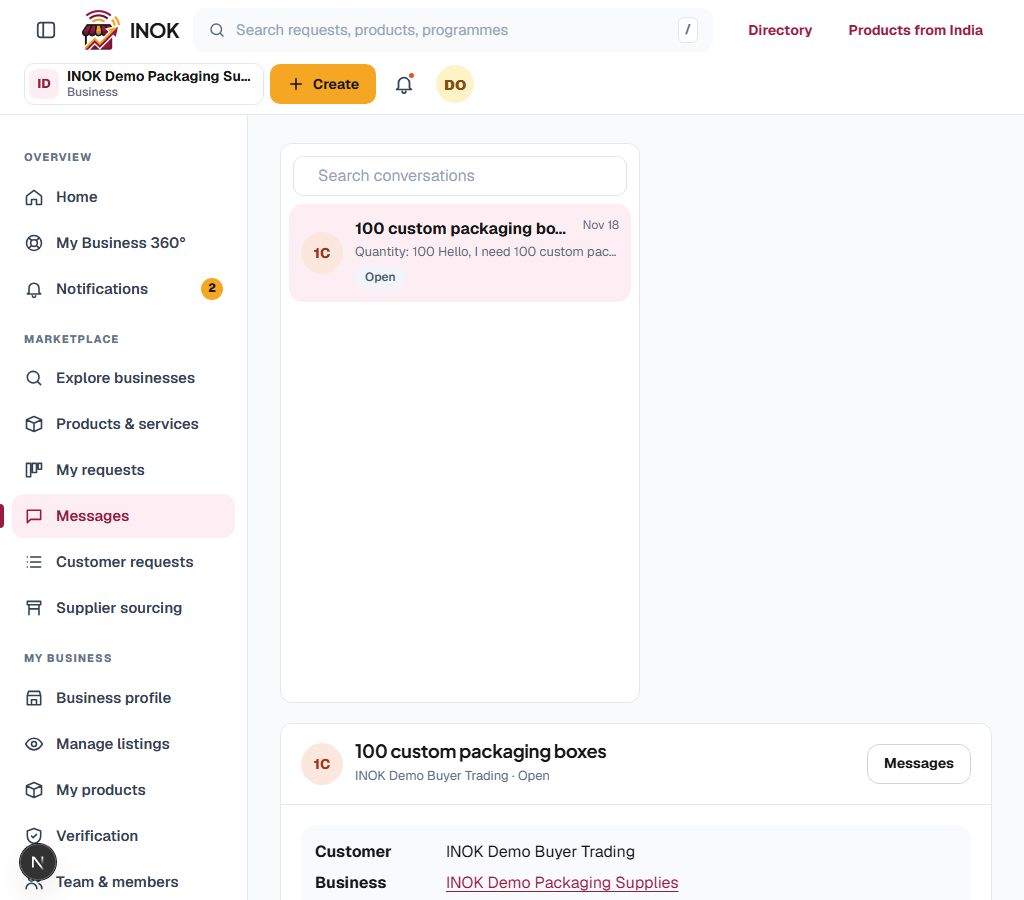 INOK
Search requests, products, programmes
/
Directory
Products from India
ID
INOK Demo Packaging Su...
Business
Create
DO
OVERVIEW
Home
My Business 360°
Notifications
2
MARKETPLACE
Explore businesses
Products & services
My requests
Messages
Customer requests
Supplier sourcing
MY BUSINESS
Business profile
Manage listings
My products
Verification
N
Team & members
Search conversations
1C
100 custom packaging bo...
Nov 18
Quantity: 100 Hello, I need 100 custom pac...
Open
1C
100 custom packaging boxes
INOK Demo Buyer Trading · Open
Messages
Customer
INOK Demo Buyer Trading
Business
INOK Demo Packaging Supplies